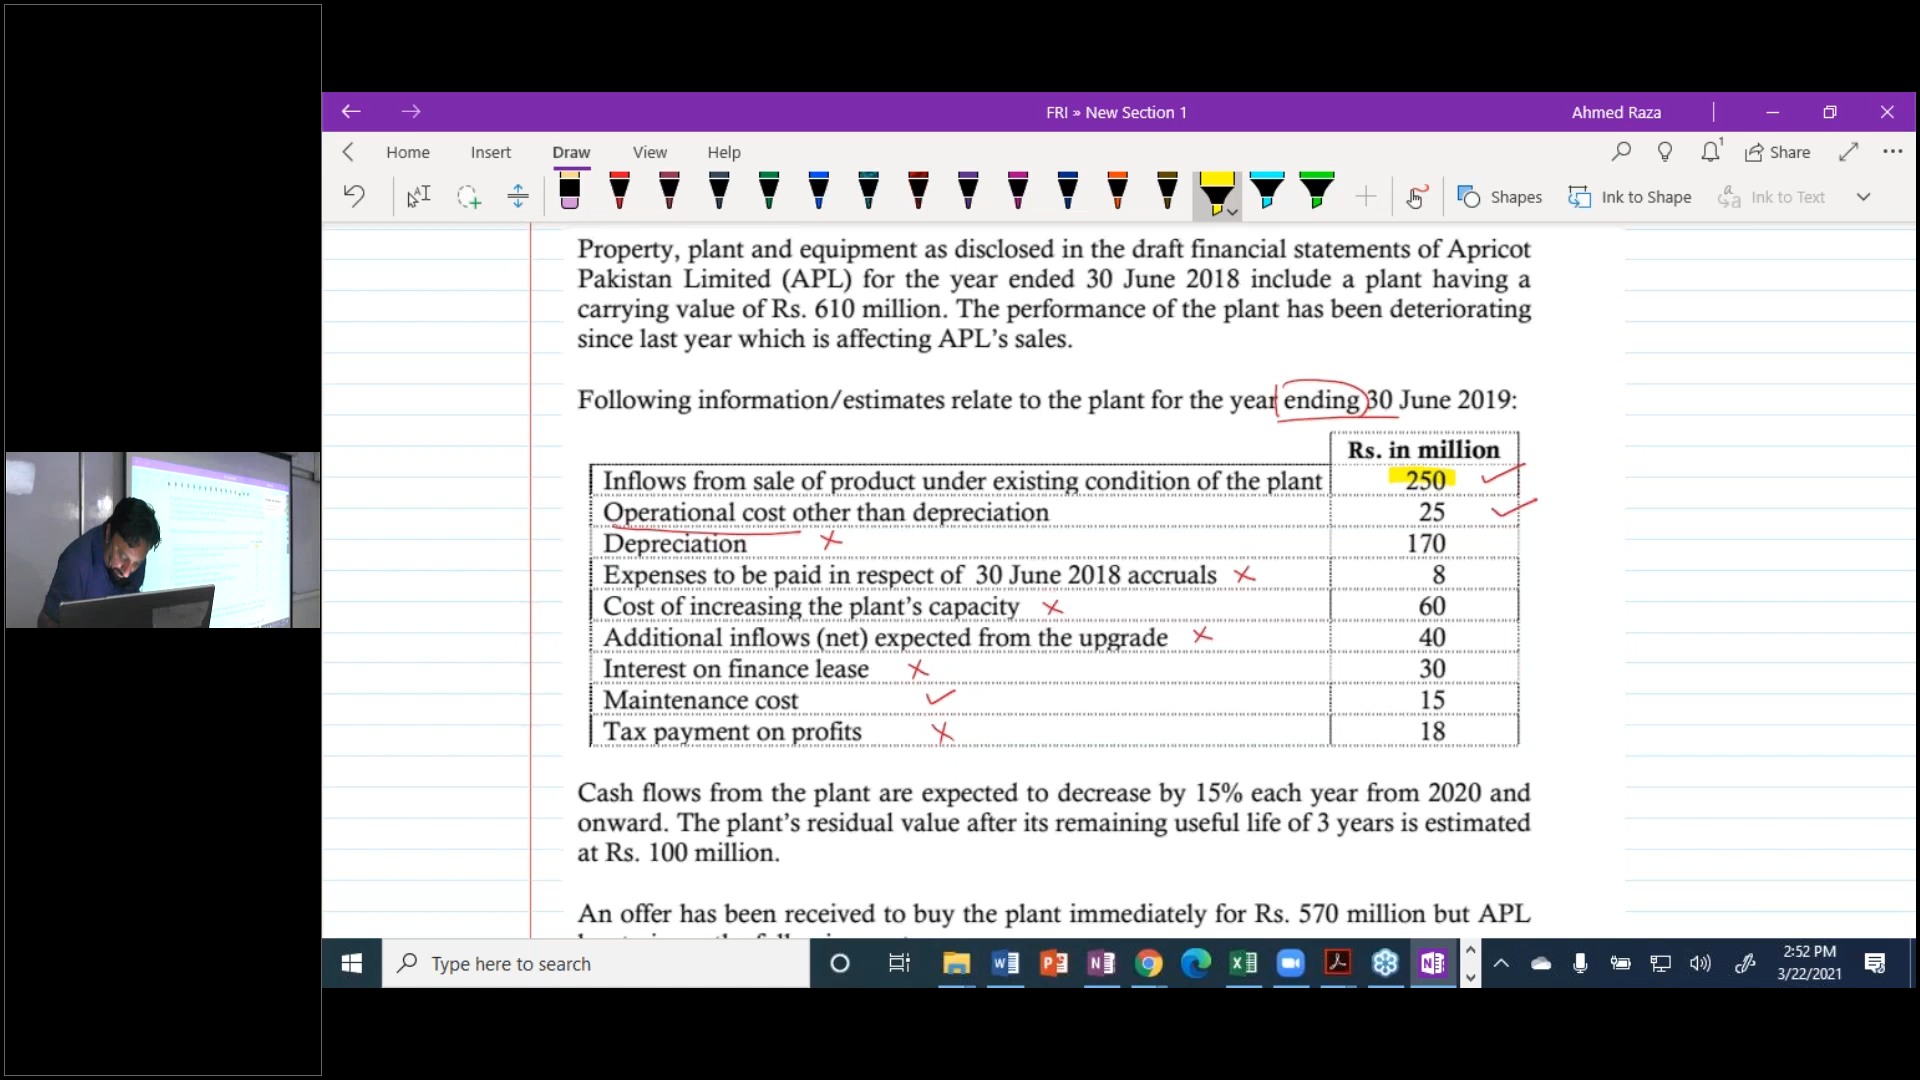 FRI » New Section 1
Ahmed Raza
Home Insert Draw View Help
1
Share
Shapes
Ink to Shape
Ink to Text
Property, plant and equipment as disclosed in the draft financial statements of Apricot
Pakistan Limited (APL) for the year ended 30 June 2018 include a plant having a
carrying value of Rs. 610 million. The performance of the plant has been deteriorating
since last year which is affecting APL's sales.
Following information/estimates relate to the plant for the year ending 30 June 2019:
Rs. in million
Inflows from sale of product under existing condition of the plant 250
Operational cost other than depreciation 25
Depreciation 170
Expenses to be paid in respect of 30 June 2018 accruals 8
Cost of increasing the plant's capacity 60
Additional inflows (net) expected from the upgrade 40
Interest on finance lease 30
Maintenance cost 15
Tax payment on profits 18
Cash flows from the plant are expected to decrease by 15% each year from 2020 and
onward. The plant's residual value after its remaining useful life of 3 years is estimated
at Rs. 100 million.
An offer has been received to buy the plant immediately for Rs. 570 million but APL
Type here to search
2:52 PM
3/22/2021